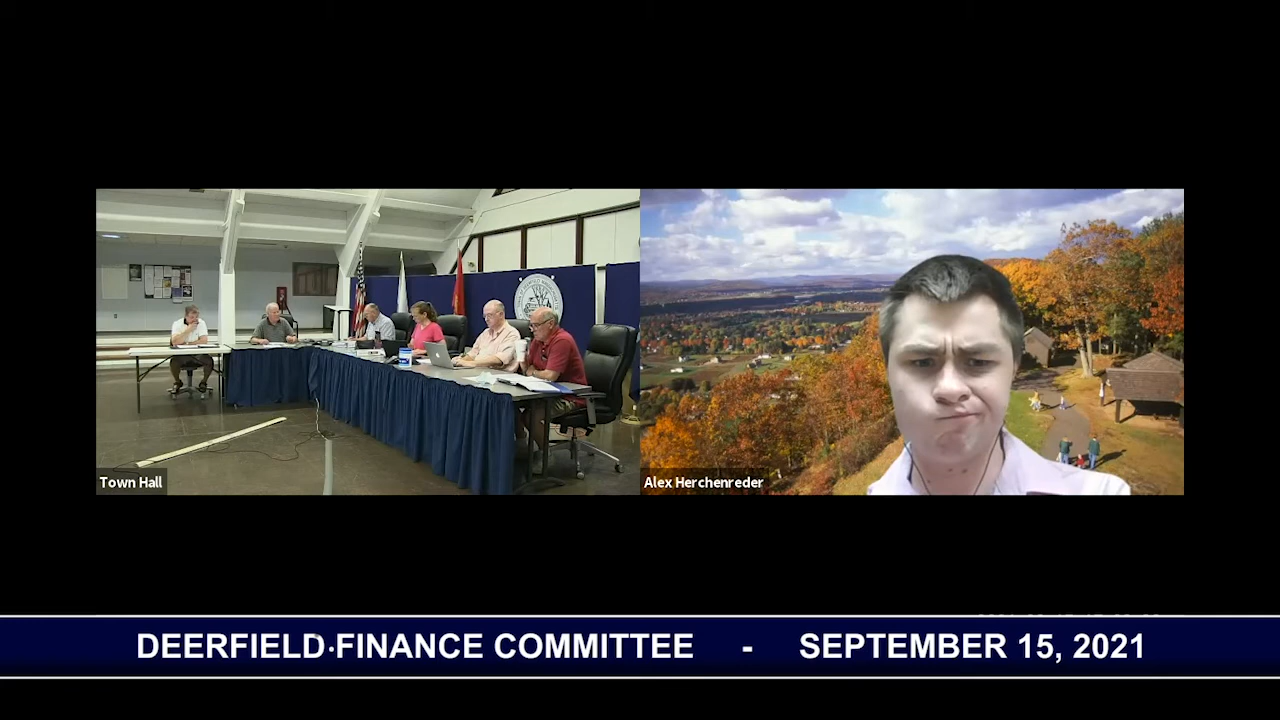 Town Hall
Alex Herchenreder
DEERFIELD·FINANCE COMMITTEE - SEPTEMBER 15, 2021